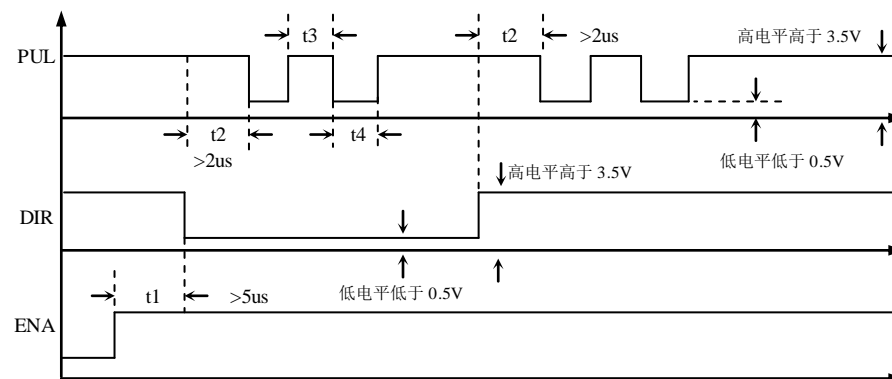 t3
t2
>2us
高电平高于 3.5V
PUL
t2
t4
>2us
低电平低于 0.5V
高电平高于 3.5V
DIR
t1
>5us
低电平低于 0.5V
ENA